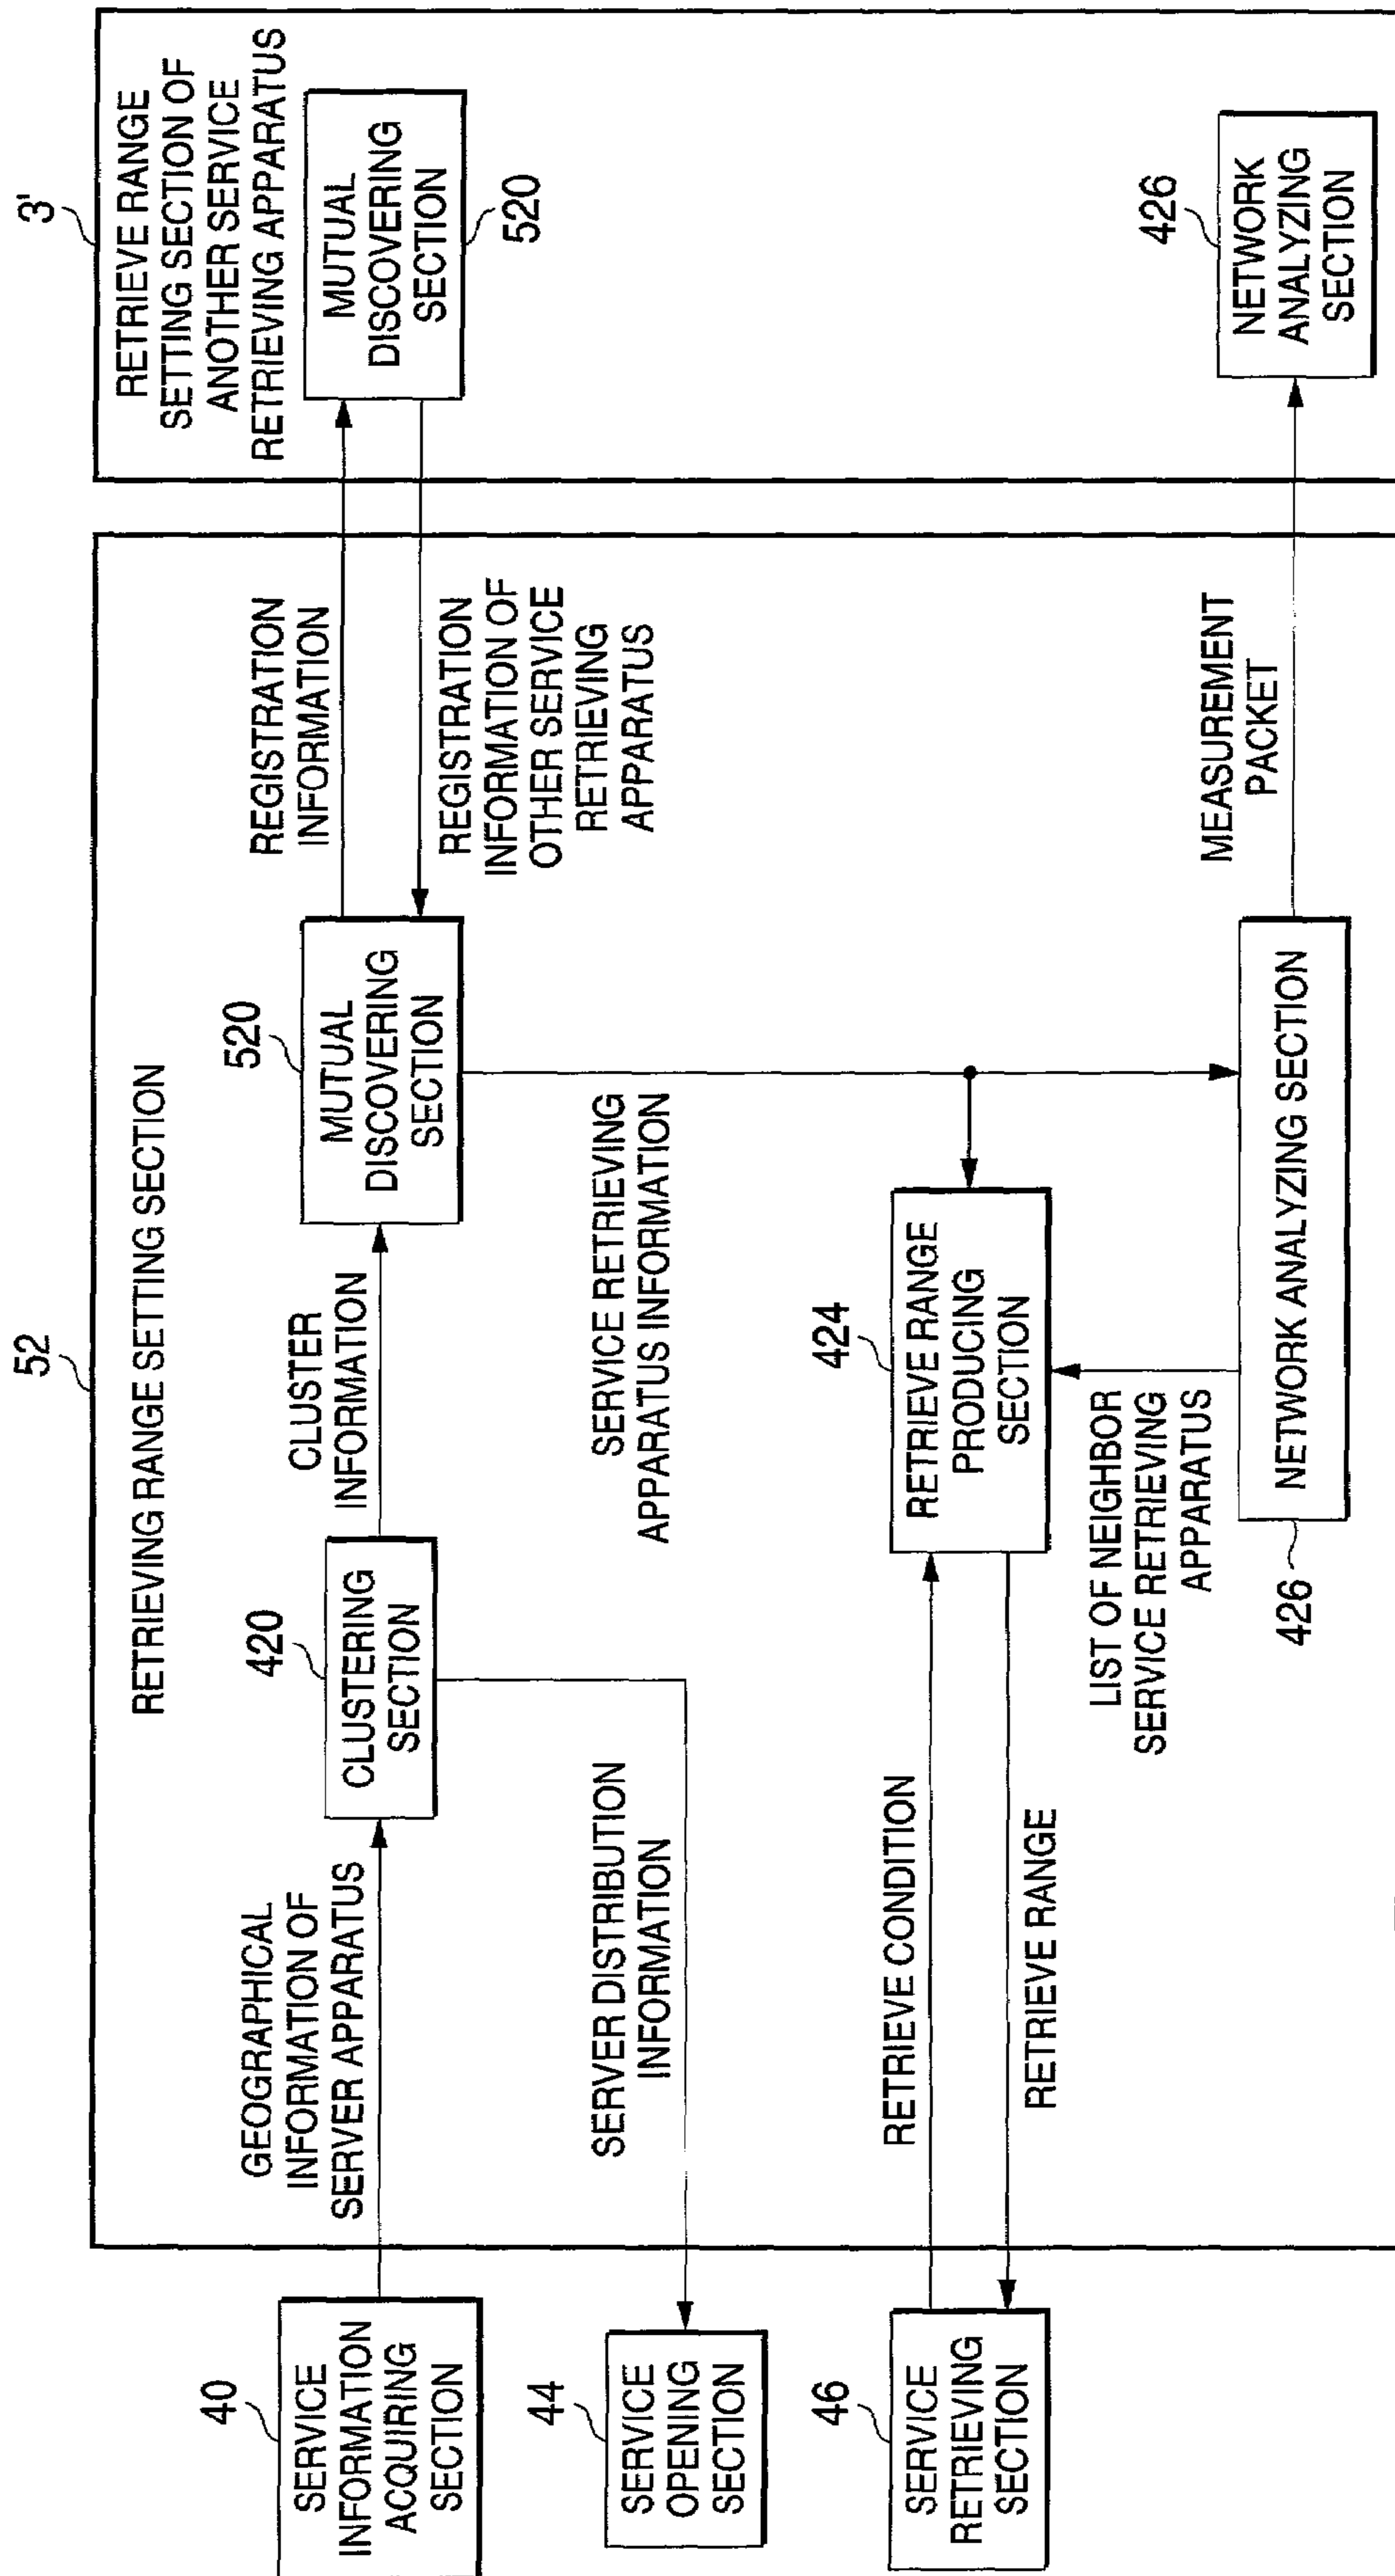 52
RETRIEVING RANGE SETTING SECTION
3'
RETRIEVE RANGE
SETTING SECTION OF
ANOTHER SERVICE
RETRIEVING APPARATUS
40
SERVICE
INFORMATION
ACQUIRING
SECTION
GEOGRAPHICAL
INFORMATION OF
SERVER APPARATUS
420
CLUSTERING
SECTION
CLUSTER
INFORMATION
520
MUTUAL
DISCOVERING
SECTION
REGISTRATION
INFORMATION
REGISTRATION
INFORMATION OF
OTHER SERVICE
RETRIEVING
APPARATUS
MUTUAL
DISCOVERING
SECTION
520
44
SERVICE
OPENING
SECTION
SERVER DISTRIBUTION
INFORMATION
SERVICE RETRIEVING
APPARATUS INFORMATION
46
SERVICE
RETRIEVING
SECTION
RETRIEVE CONDITION
RETRIEVE RANGE
424
RETRIEVE RANGE
PRODUCING
SECTION
LIST OF NEIGHBOR
SERVICE RETRIEVING
APPARATUS
426
NETWORK ANALYZING SECTION
MEASUREMENT
PACKET
426
NETWORK
ANALYZING
SECTION